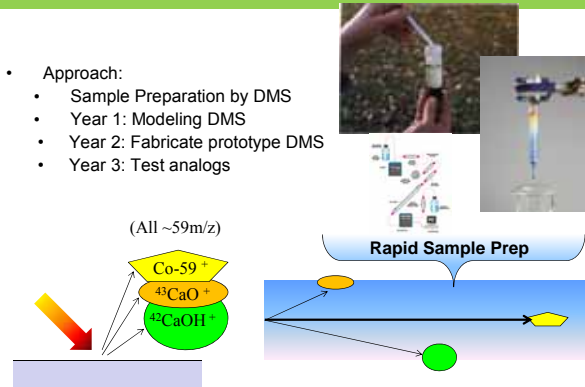 • Approach:
• Sample Preparation by DMS
• Year 1: Modeling DMS
• Year 2: Fabricate prototype DMS
• Year 3: Test analogs
(All ~59m/z)
Co-59 +
⁴³CaO +
⁴²CaOH +
Rapid Sample Prep